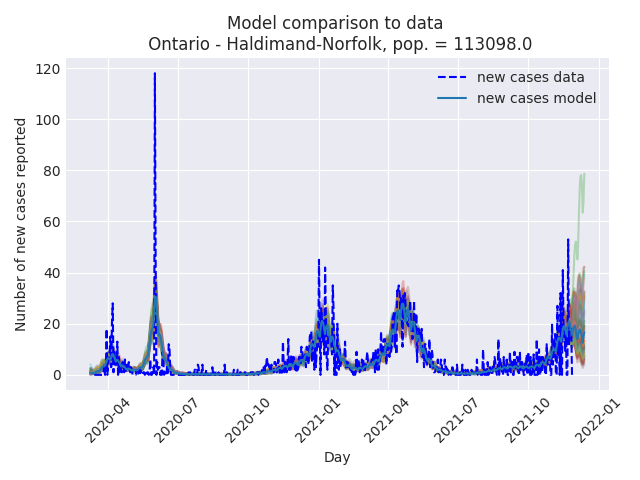 Model comparison to data
Ontario - Haldimand-Norfolk, pop. = 113098.0
new cases data
new cases model
Number of new cases reported
120
100
80
60
40
20
0
2020-04
2020-07
2020-10
2021-01
2021-04
2021-07
2021-10
2022-01
Day